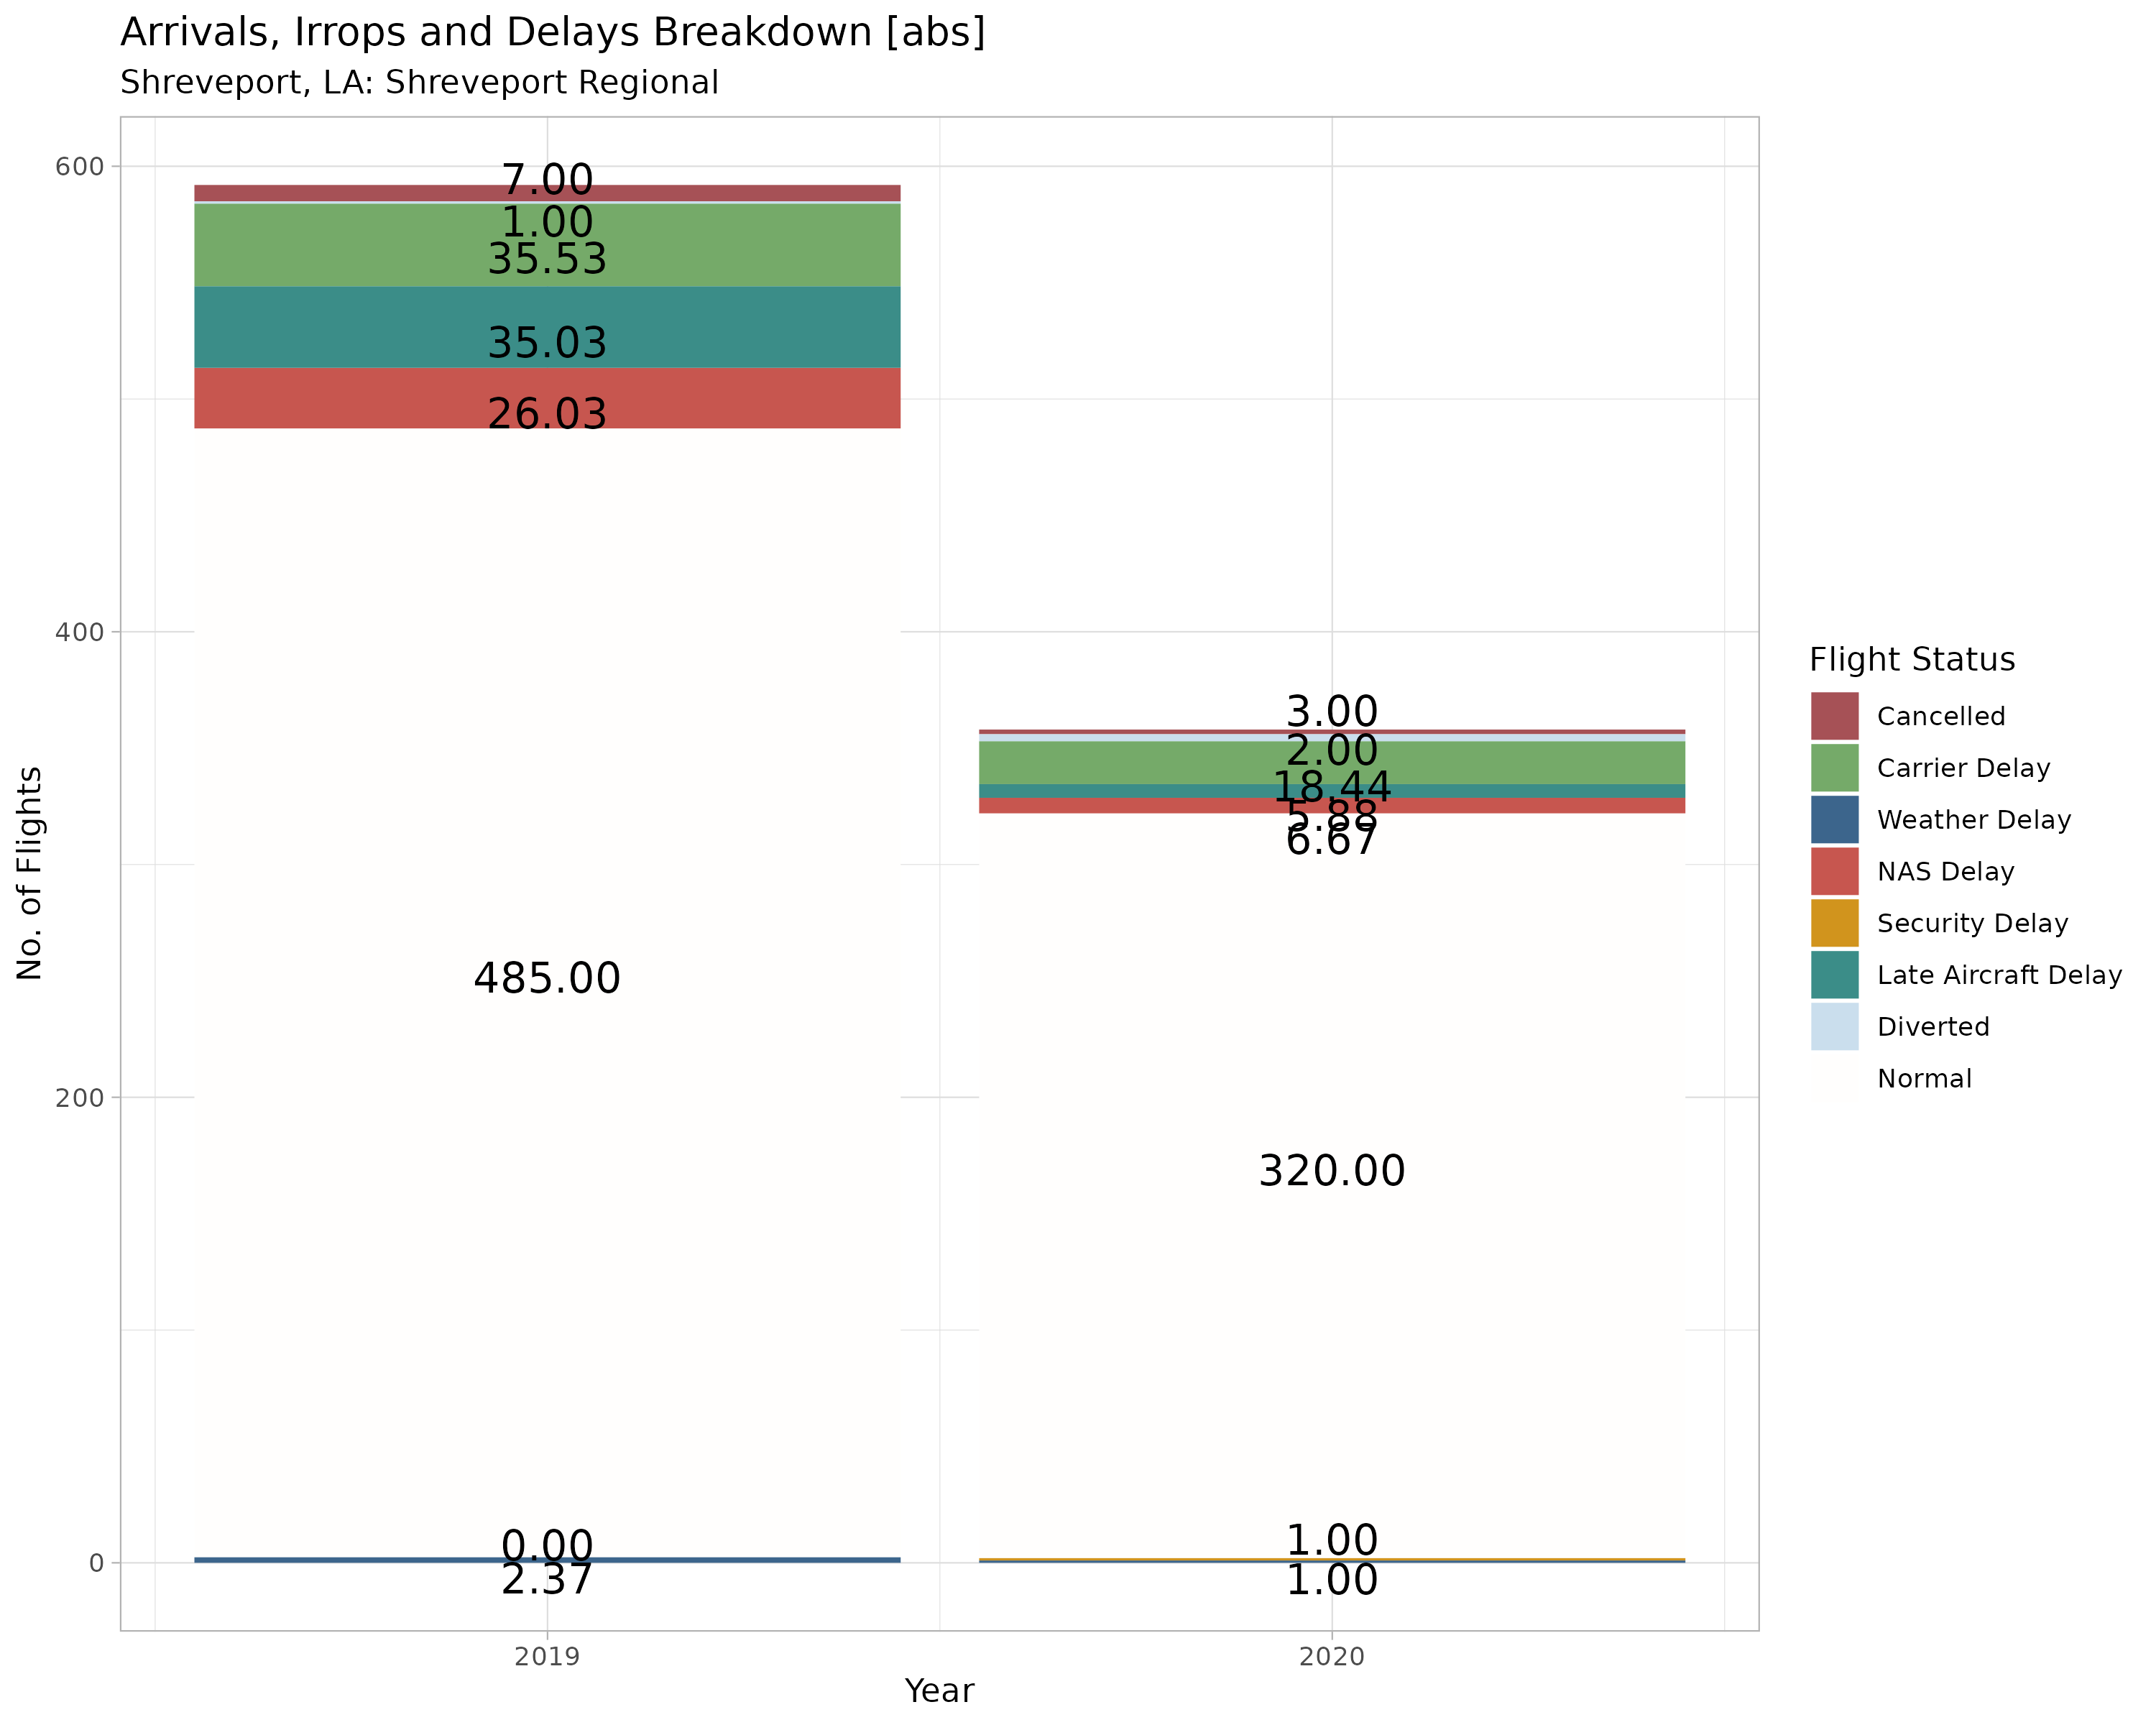 Arrivals, Irrops and Delays Breakdown [abs]
Shreveport, LA: Shreveport Regional
No. of Flights
600
400
200
0
7.00
1.00
35.53
35.03
26.03
485.00
0.00
2.37
3.00
2.00
18.44
5.88
6.67
320.00
1.00
1.00
2019
2020
Year
Flight Status
Cancelled
Carrier Delay
Weather Delay
NAS Delay
Security Delay
Late Aircraft Delay
Diverted
Normal